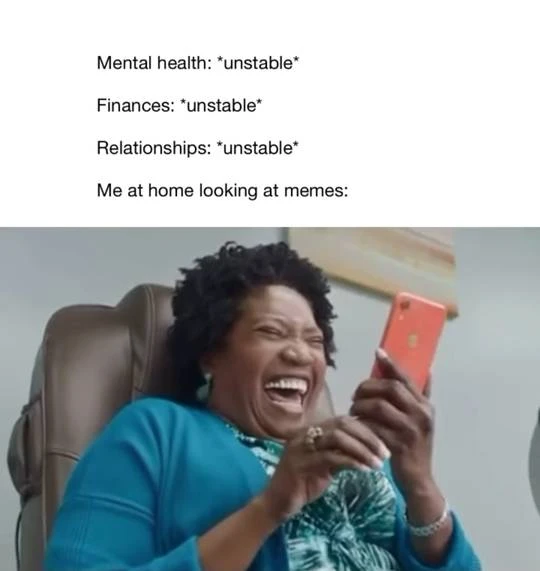 Mental health: *unstable*
Finances: *unstable*
Relationships: *unstable*
Me at home looking at memes: